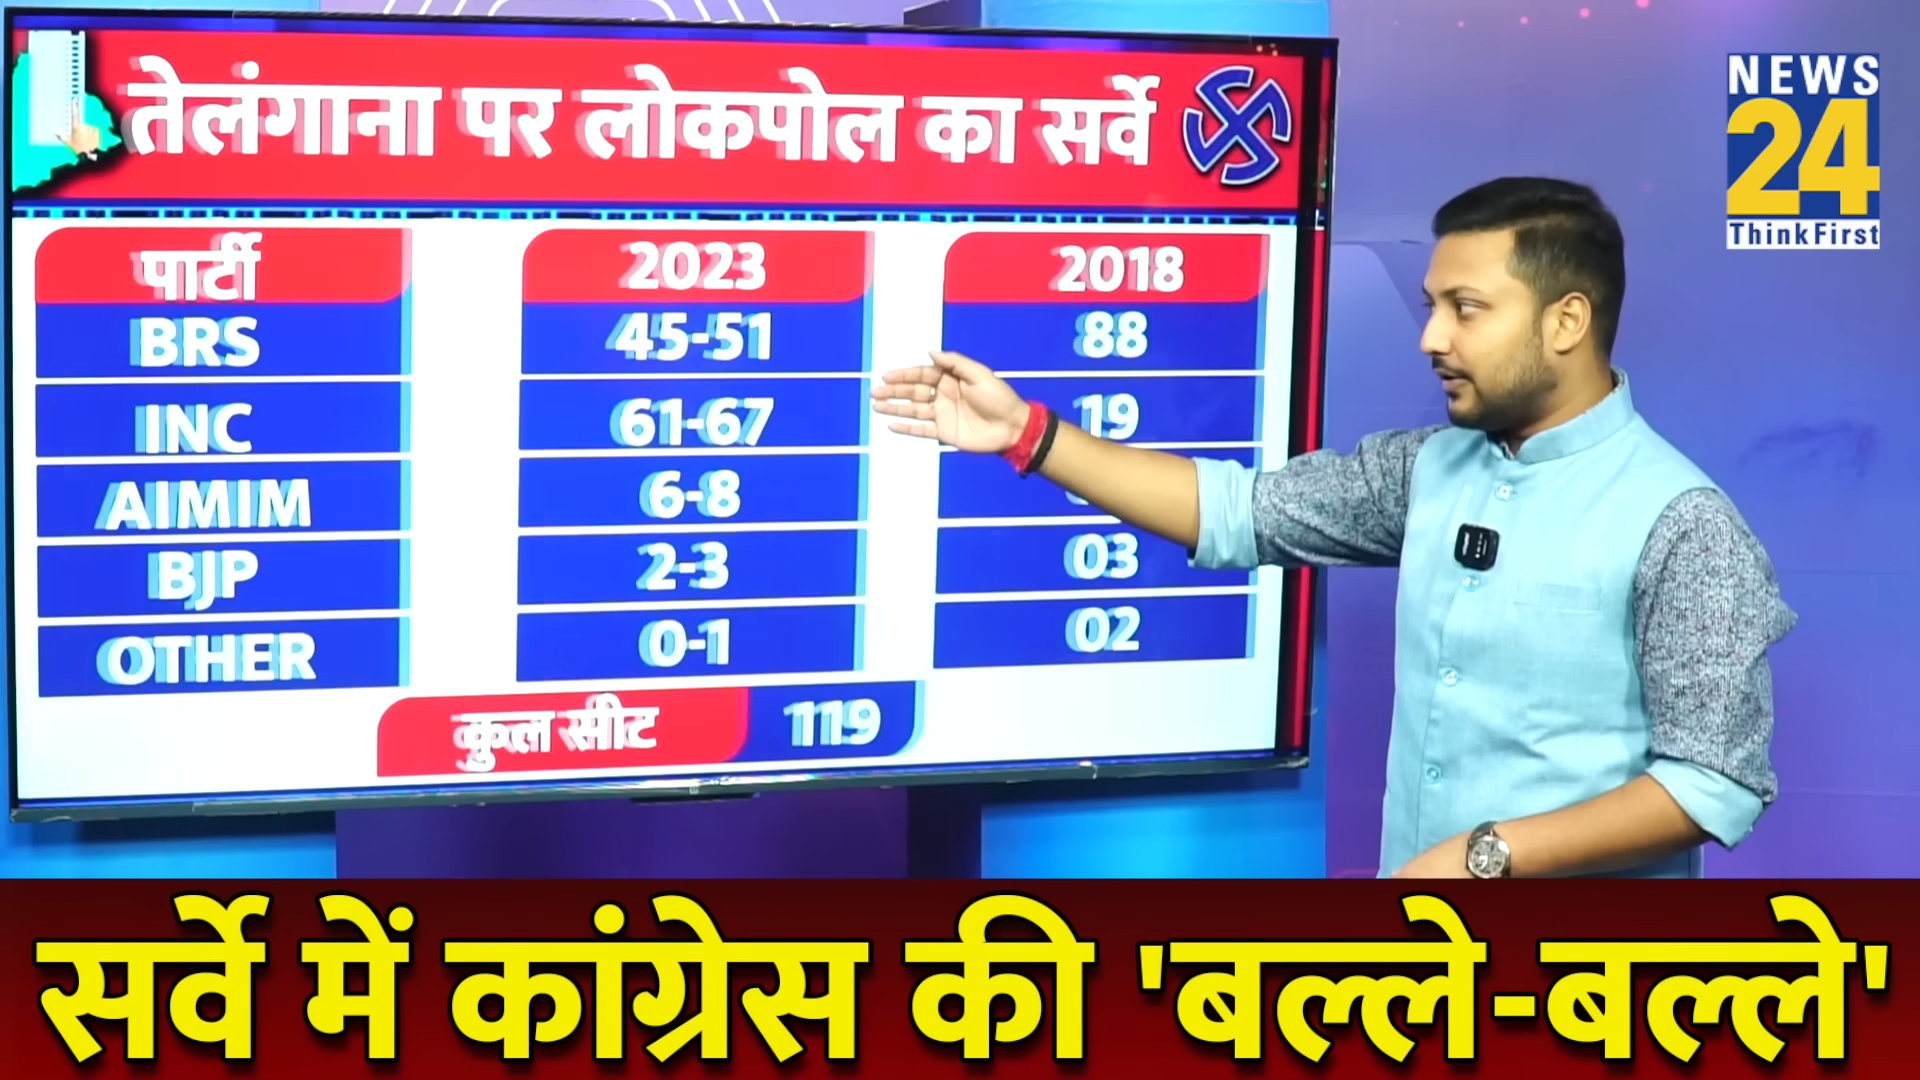 तेलंगाना पर लोकपोल का सर्वे
NEWS
24
Think First
पार्टी 2023 2018
BRS 45-51 88
INC 61-67 19
AIMIM 6-8
BJP 2-3 03
OTHER 0-1 02
कुल सीट 119
सर्वे में कांग्रेस की 'बल्ले-बल्ले'